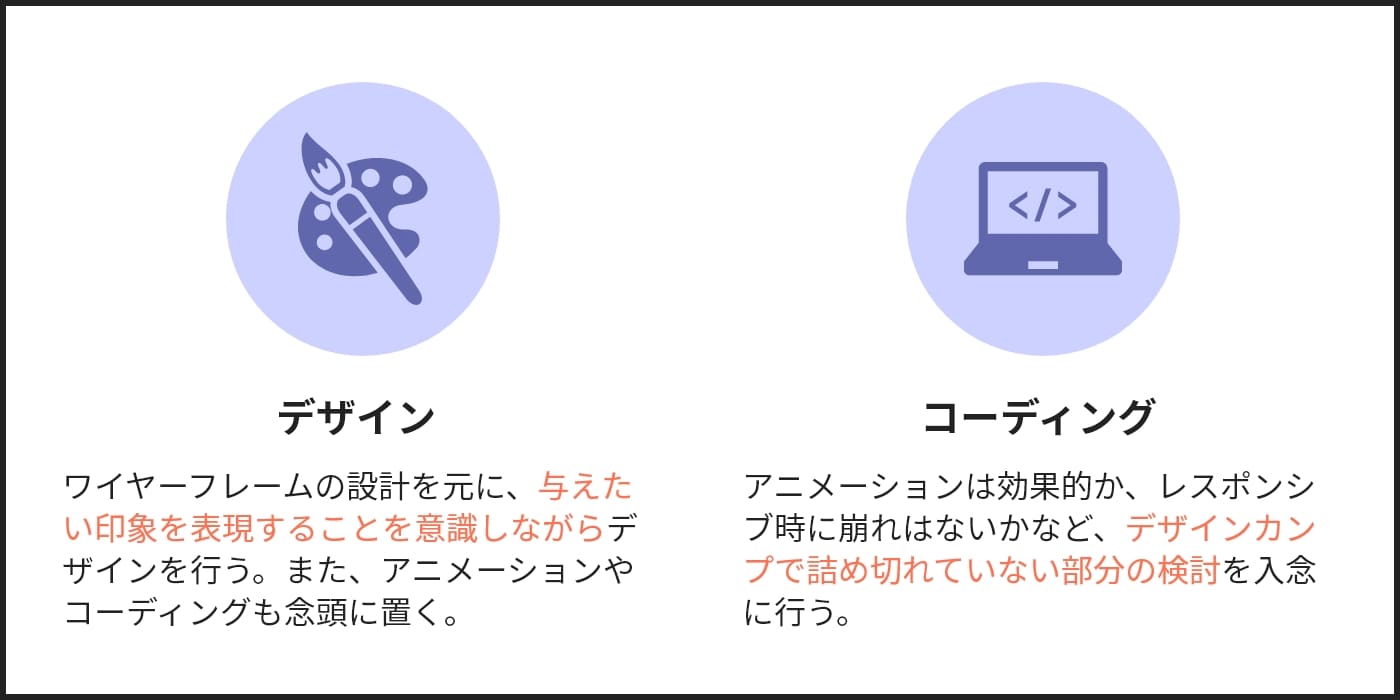 </>
デザイン
ワイヤーフレームの設計を元に、与えた
い印象を表現することを意識しながらデ
ザインを行う。また、アニメーションや
コーディングも念頭に置く。
コーディング
アニメーションは効果的か、レスポンシ
ブ時に崩れはないかなど、デザインカン
プで詰め切れていない部分の検討を入念
に行う。